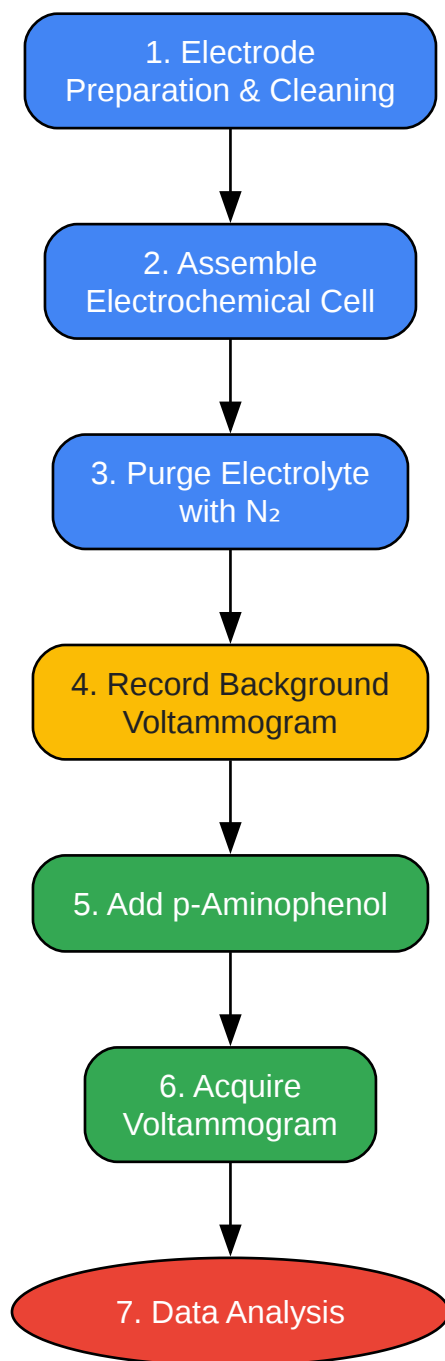 1. Electrode
Preparation & Cleaning
2. Assemble
Electrochemical Cell
3. Purge Electrolyte
with N₂
4. Record Background
Voltammogram
5. Add p-Aminophenol
6. Acquire
Voltammogram
7. Data Analysis